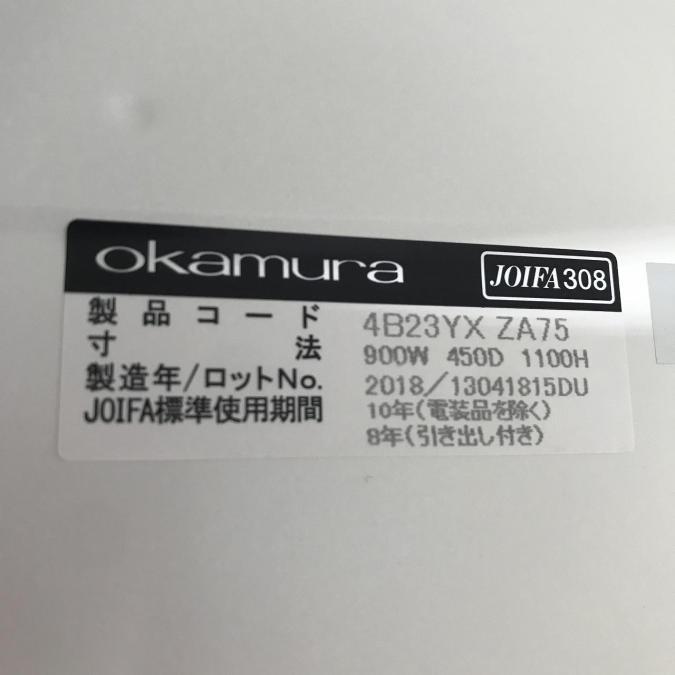 okamura JOIFA308
製品コード 4B23YX ZA75
寸法 900W 450D 1100H
製造年/ロットNo. 2018/13041815DU
JOIFA標準使用期間 10年(電装品を除く)
8年(引き出し付き)